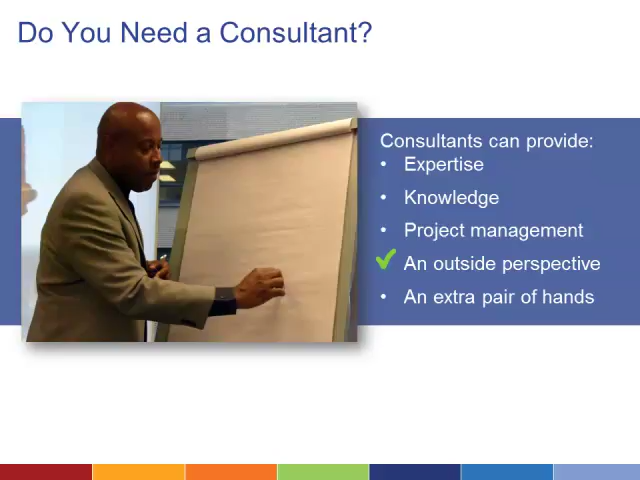 Do You Need a Consultant?
Consultants can provide:
• Expertise
• Knowledge
• Project management
An outside perspective
• An extra pair of hands